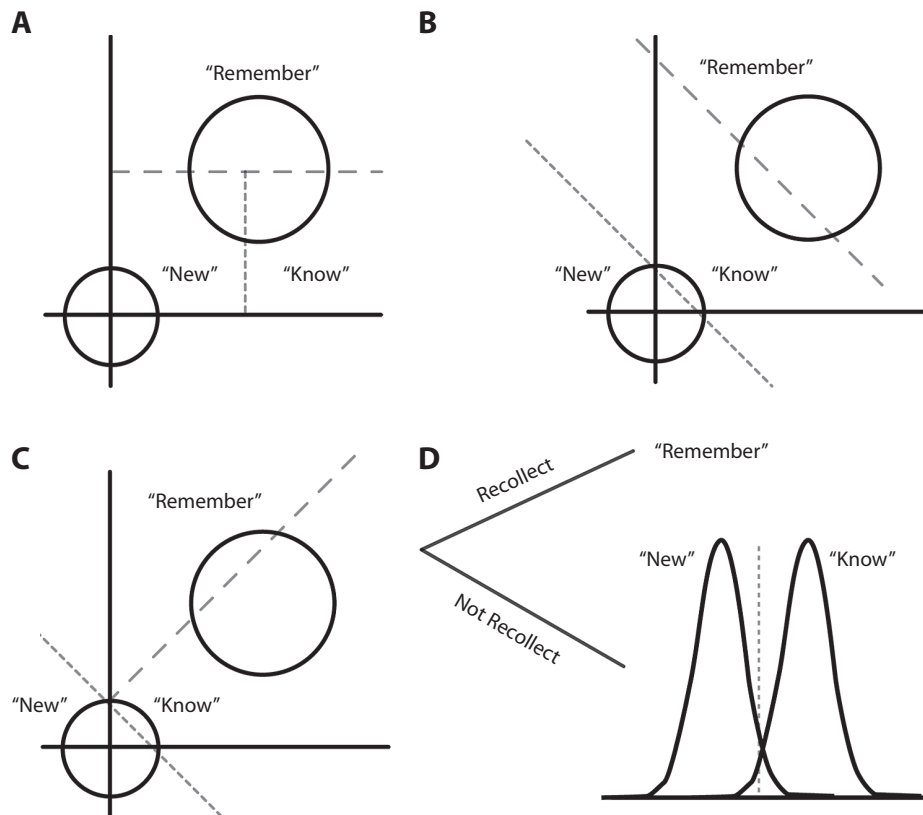 A
“Remember”
“New”
“Know”
B
“Remember”
“New”
“Know”
C
“Remember”
“New”
“Know”
D
Recollect
“Remember”
“New”
“Know”
Not Recollect